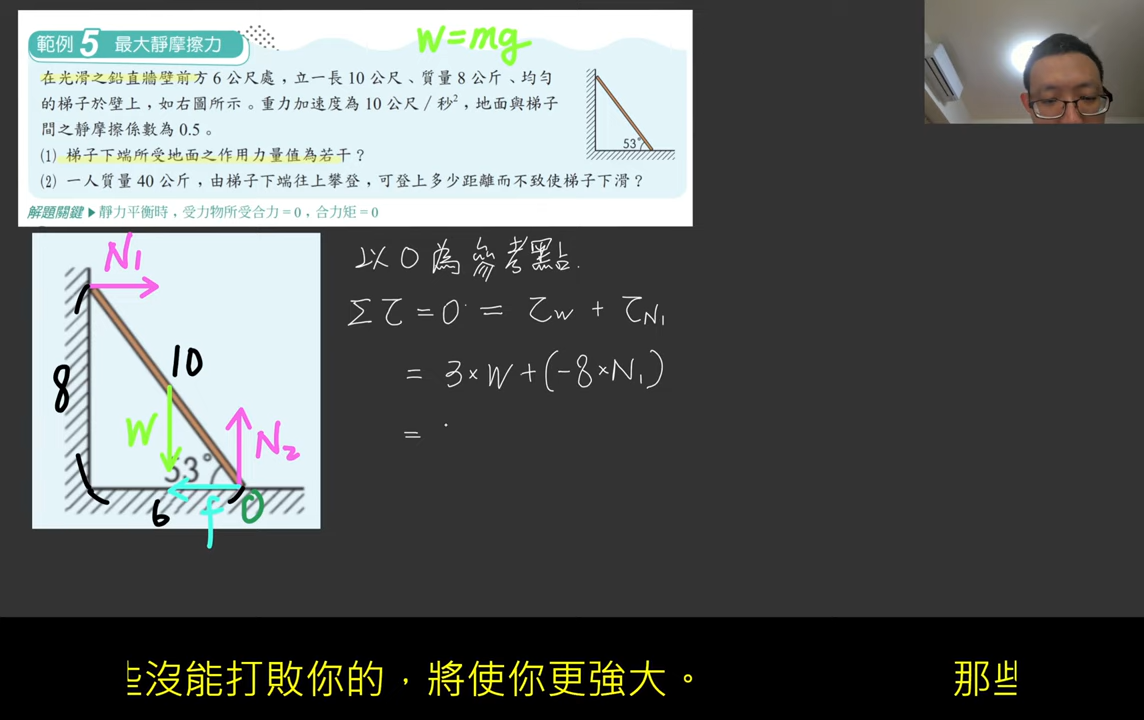 範例 5 最大靜摩擦力
W=mg
在光滑之鉛直牆壁前方 6 公尺處，立一長 10 公尺、質量 8 公斤、均勻
的梯子於壁上，如右圖所示。重力加速度為 10 公尺／秒²，地面與梯子
間之靜摩擦係數為 0.5。
(1) 梯子下端所受地面之作用力量值為若干？
(2) 一人質量 40 公斤，由梯子下端往上攀登，可登上多少距離而不致使梯子下滑？
解題關鍵▶靜力平衡時，受力物所受合力＝0，合力矩＝0
53°
N1
10
8
W
N2
53°
6
f
O
以 O 為參考點.
Στ = 0 = τw + τN1
= 3×W+(-8×N1)
=
些沒能打敗你的，將使你更強大。
那些